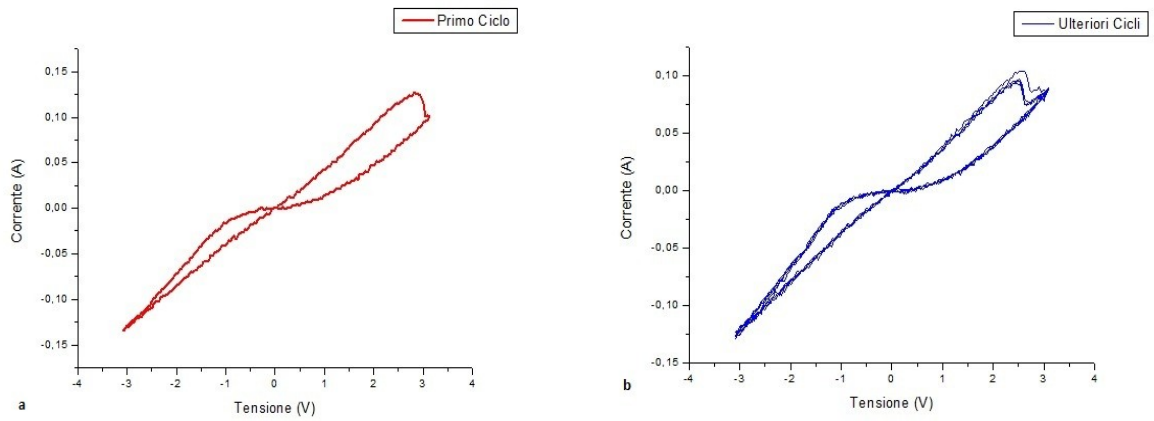 Primo Ciclo
0,15
0,10
0,05
0,00
-0,05
-0,10
-0,15
Corrente (A)
-4 -3 -2 -1 0 1 2 3 4
Tensione (V)
a
Ulteriori Cicli
0,10
0,05
0,00
-0,05
-0,10
-0,15
Corrente (A)
-4 -3 -2 -1 0 1 2 3 4
Tensione (V)
b